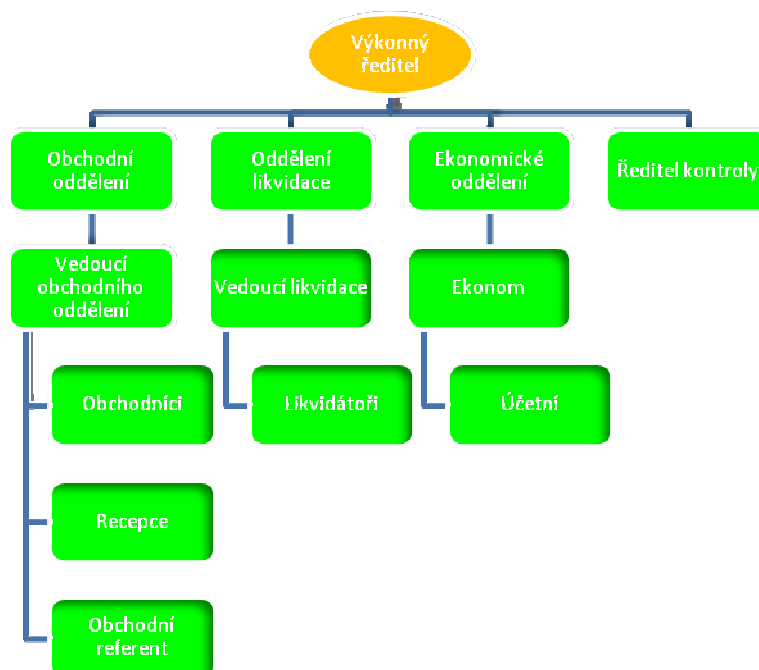 Výkonný
ředitel
Obchodní
oddělení
Oddělení
likvidace
Ekonomické
oddělení
Ředitel kontroly
Vedoucí
obchodního
oddělení
Vedoucí likvidace
Ekonom
Obchodníci
Likvidátoři
Účetní
Recepce
Obchodní
referent